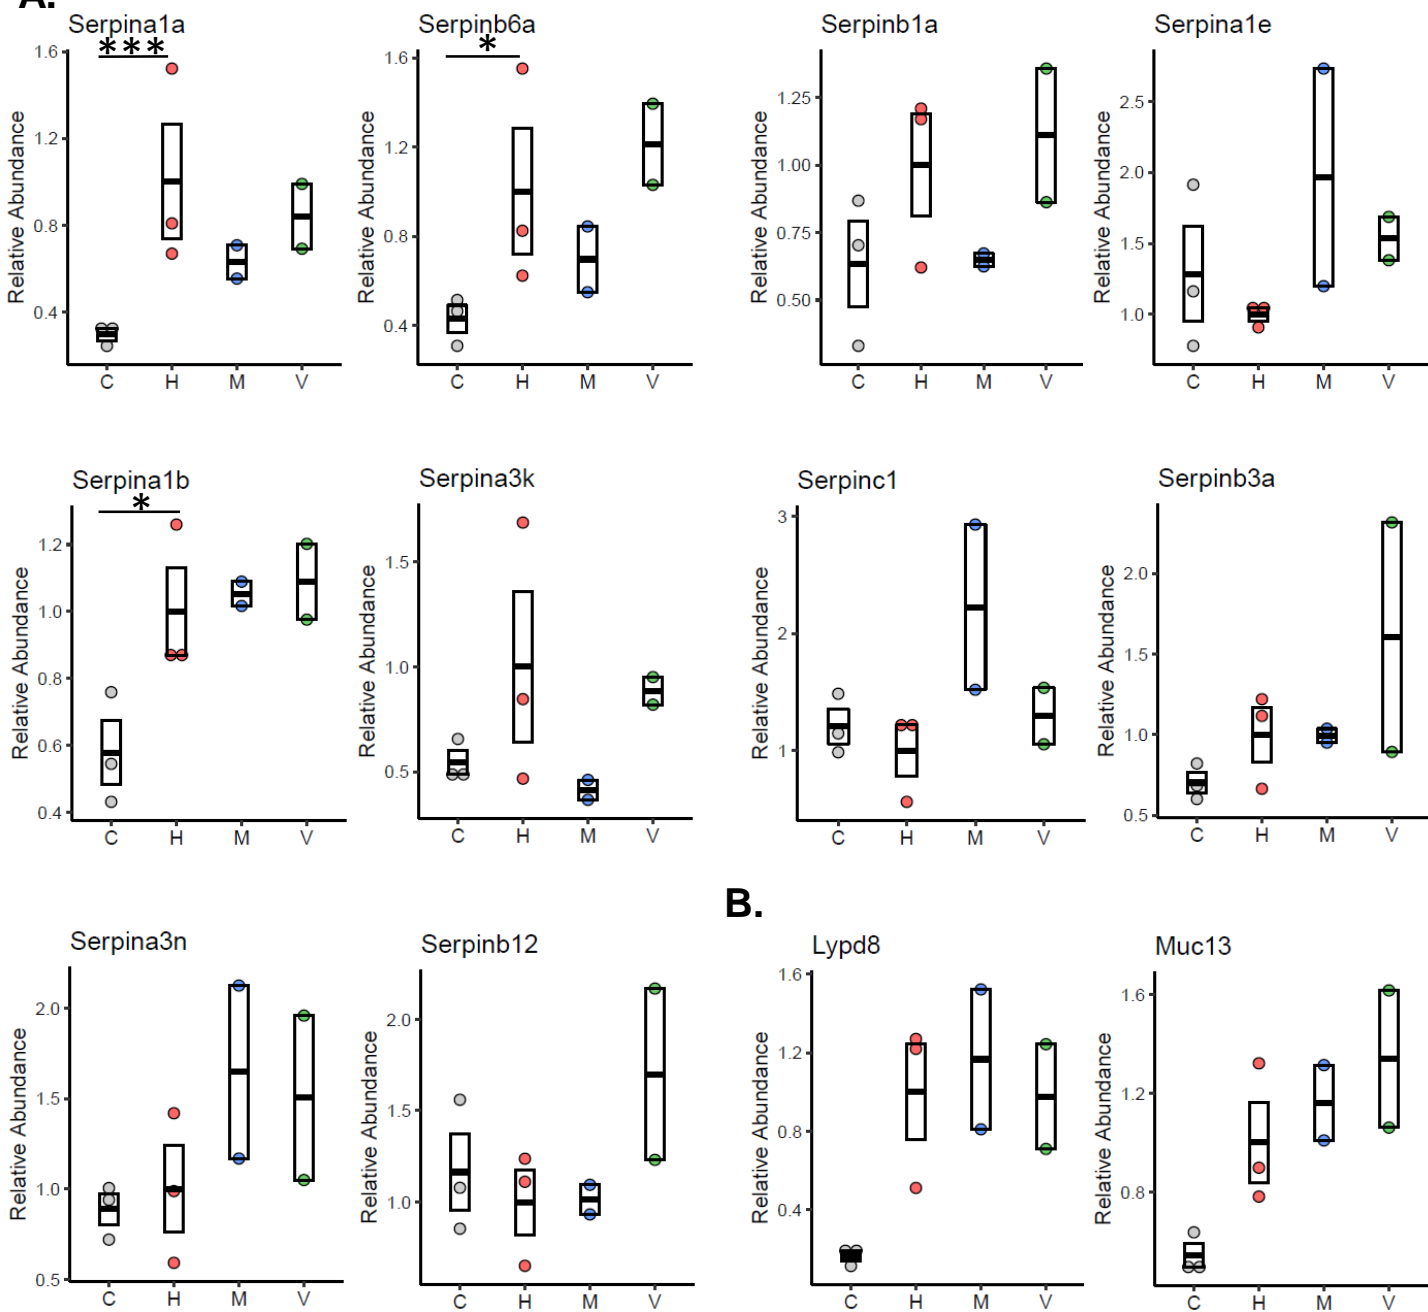 A.
Serpina1a
***
1.6
1.2
0.8
0.4
Relative Abundance
C H M V
Serpinb6a
*
1.6
1.2
0.8
0.4
Relative Abundance
C H M V
Serpinb1a
1.25
1.00
0.75
0.50
Relative Abundance
C H M V
Serpina1e
2.5
2.0
1.5
1.0
Relative Abundance
C H M V
Serpina1b
*
1.2
1.0
0.8
0.6
0.4
Relative Abundance
C H M V
Serpina3k
1.5
1.0
0.5
Relative Abundance
C H M V
Serpinc1
3
2
1
Relative Abundance
C H M V
Serpinb3a
2.0
1.5
1.0
0.5
Relative Abundance
C H M V
Serpina3n
2.0
1.5
1.0
0.5
Relative Abundance
C H M V
Serpinb12
2.0
1.5
1.0
Relative Abundance
C H M V
B.
Lypd8
1.6
1.2
0.8
0.4
Relative Abundance
C H M V
Muc13
1.6
1.2
0.8
Relative Abundance
C H M V